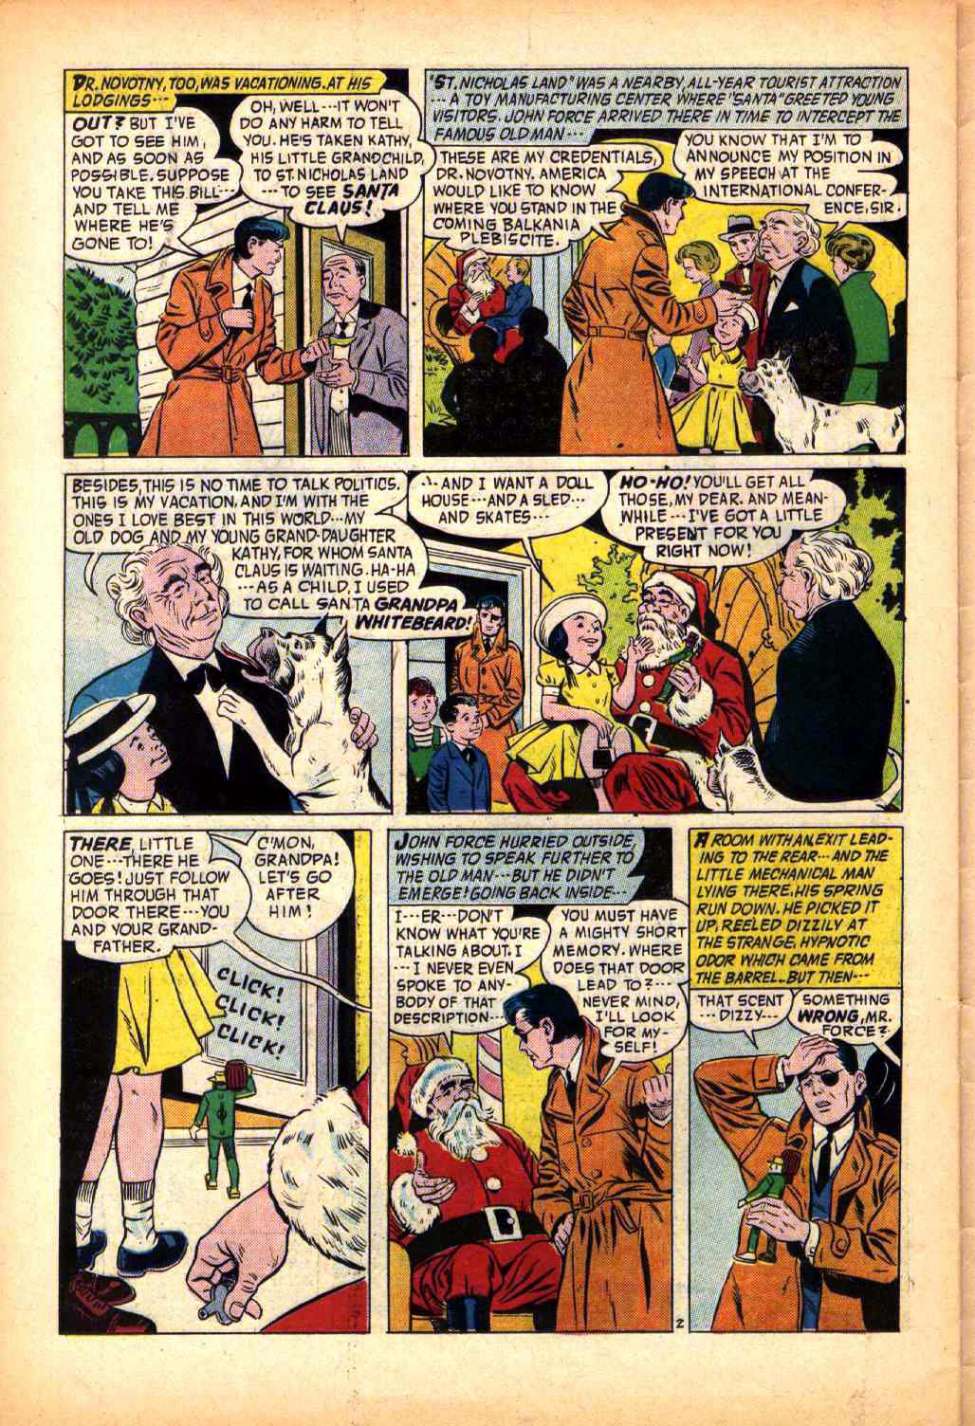 DR. NOVOTNY, TOO, WAS VACATIONING. AT HIS
LODGINGS---
OUT? BUT I'VE
GOT TO SEE HIM,
AND AS SOON AS
POSSIBLE. SUPPOSE
YOU TAKE THIS BILL---
AND TELL ME
WHERE HE'S
GONE TO!
OH, WELL---IT WON'T
DO ANY HARM TO TELL
YOU. HE'S TAKEN KATHY,
HIS LITTLE GRANDCHILD,
TO ST. NICHOLAS LAND
---TO SEE SANTA
CLAUS!
"ST. NICHOLAS LAND" WAS A NEARBY, ALL-YEAR TOURIST ATTRACTION
---A TOY MANUFACTURING CENTER WHERE "SANTA" GREETED YOUNG
VISITORS. JOHN FORCE ARRIVED THERE IN TIME TO INTERCEPT THE
FAMOUS OLD MAN---
THESE ARE MY CREDENTIALS,
DR. NOVOTNY. AMERICA
WOULD LIKE TO KNOW
WHERE YOU STAND IN THE
COMING BALKANIA
PLEBISCITE.
YOU KNOW THAT I'M TO
ANNOUNCE MY POSITION IN
MY SPEECH AT THE
INTERNATIONAL CONFER-
ENCE, SIR.
BESIDES, THIS IS NO TIME TO TALK POLITICS.
THIS IS MY VACATION, AND I'M WITH THE
ONES I LOVE BEST IN THIS WORLD---MY
OLD DOG AND MY YOUNG GRAND-DAUGHTER
KATHY, FOR WHOM SANTA
CLAUS IS WAITING. HA-HA
---AS A CHILD, I USED
TO CALL SANTA GRANDPA
WHITEBEARD!
--- AND I WANT A DOLL
HOUSE---AND A SLED---
AND SKATES---
HO-HO! YOU'LL GET ALL
THOSE, MY DEAR. AND MEAN-
WHILE---I'VE GOT A LITTLE
PRESENT FOR YOU
RIGHT NOW!
THERE, LITTLE
ONE---THERE HE
GOES! JUST FOLLOW
HIM THROUGH THAT
DOOR THERE---YOU
AND YOUR GRAND-
FATHER.
C'MON,
GRANDPA!
LET'S GO
AFTER
HIM!
CLICK!
CLICK!
CLICK!
JOHN FORCE HURRIED OUTSIDE,
WISHING TO SPEAK FURTHER TO
THE OLD MAN---BUT HE DIDN'T
EMERGE! GOING BACK INSIDE---
I---ER---DON'T
KNOW WHAT YOU'RE
TALKING ABOUT. I
---I NEVER EVEN
SPOKE TO ANY-
BODY OF THAT
DESCRIPTION---
YOU MUST HAVE
A MIGHTY SHORT
MEMORY. WHERE
DOES THAT DOOR
LEAD TO?---
NEVER MIND,
I'LL LOOK
FOR MY-
SELF!
2
A ROOM WITH AN EXIT LEAD-
ING TO THE REAR---AND THE
LITTLE MECHANICAL MAN
LYING THERE, HIS SPRING
RUN DOWN. HE PICKED IT
UP, REELED DIZZILY AT
THE STRANGE, HYPNOTIC
ODOR WHICH CAME FROM
THE BARREL. BUT THEN---
THAT SCENT
---DIZZY---
SOMETHING
WRONG, MR.
FORCE?